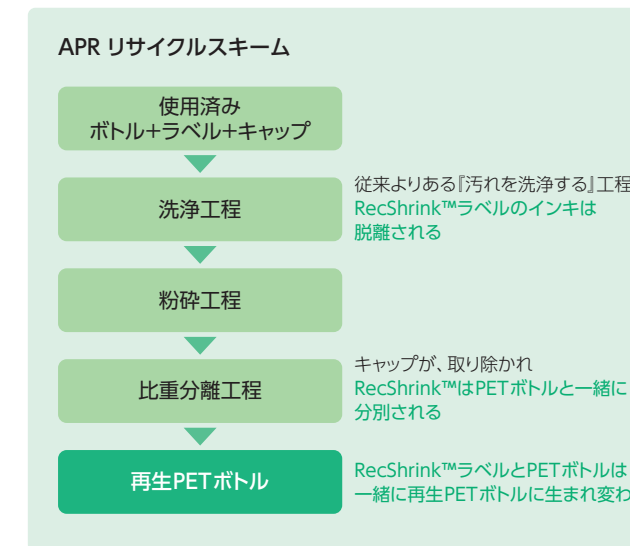 APR リサイクルスキーム
使用済み
ボトル+ラベル+キャップ
洗浄工程
従来よりある『汚れを洗浄する』工程
RecShrink™ラベルのインキは
脱離される
粉砕工程
比重分離工程
キャップが、取り除かれ
RecShrink™はPETボトルと一緒に
分別される
再生PETボトル
RecShrink™ラベルとPETボトルは
一緒に再生PETボトルに生まれ変わ